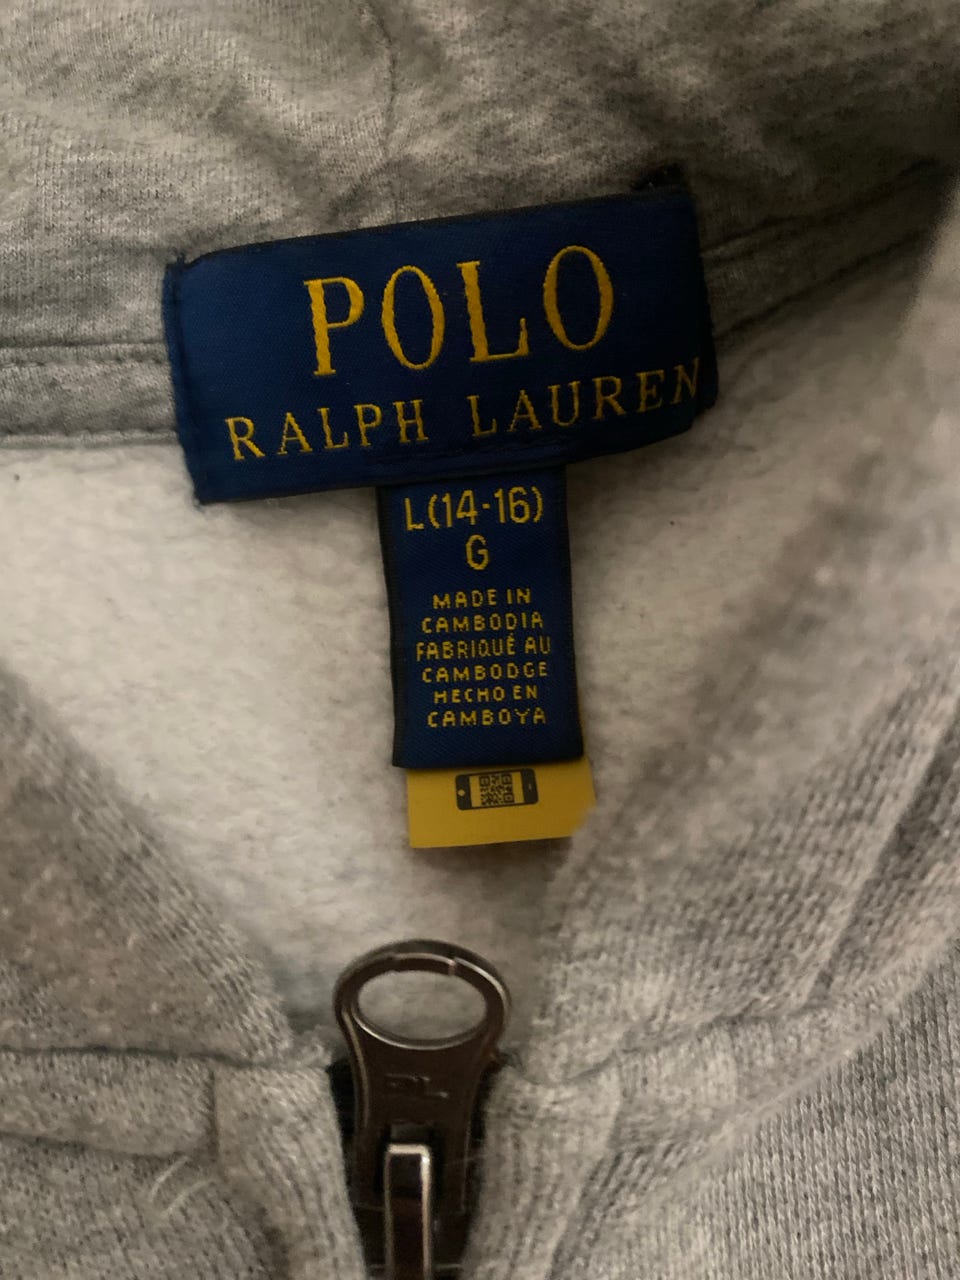 POLO
RALPH LAUREN
L(14-16)
G
MADE IN
CAMBODIA
FABRIQUÉ AU
CAMBODGE
HECHO EN
CAMBOYA